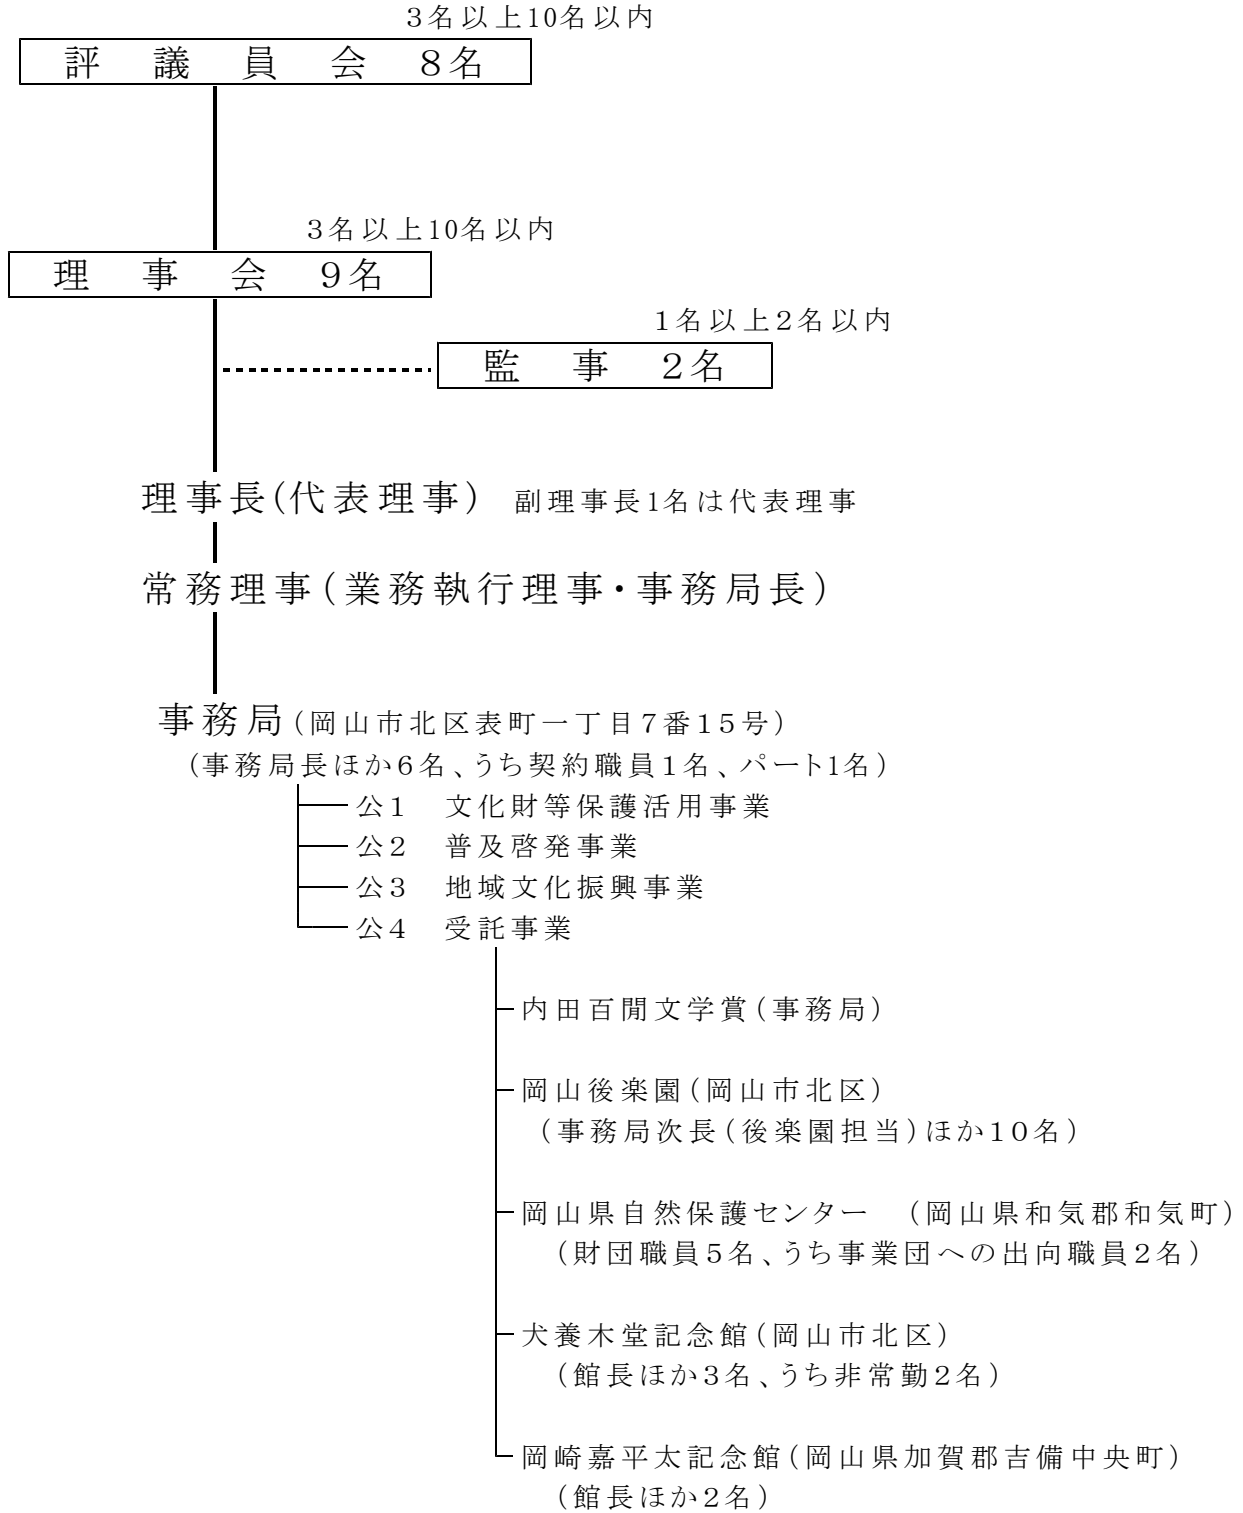 3名以上10名以内
評　議　員　会　8名
3名以上10名以内
理　事　会　9名
1名以上2名以内
監　事　2名
理事長(代表理事)　副理事長1名は代表理事
常務理事(業務執行理事・事務局長)
事務局(岡山市北区表町一丁目7番15号)
(事務局長ほか6名、うち契約職員1名、パート1名)
公1　文化財等保護活用事業
公2　普及啓発事業
公3　地域文化振興事業
公4　受託事業
内田百閒文学賞(事務局)
岡山後楽園(岡山市北区)
(事務局次長(後楽園担当)ほか10名)
岡山県自然保護センター　(岡山県和気郡和気町)
(財団職員5名、うち事業団への出向職員2名)
犬養木堂記念館(岡山市北区)
(館長ほか3名、うち非常勤2名)
岡崎嘉平太記念館(岡山県加賀郡吉備中央町)
(館長ほか2名)